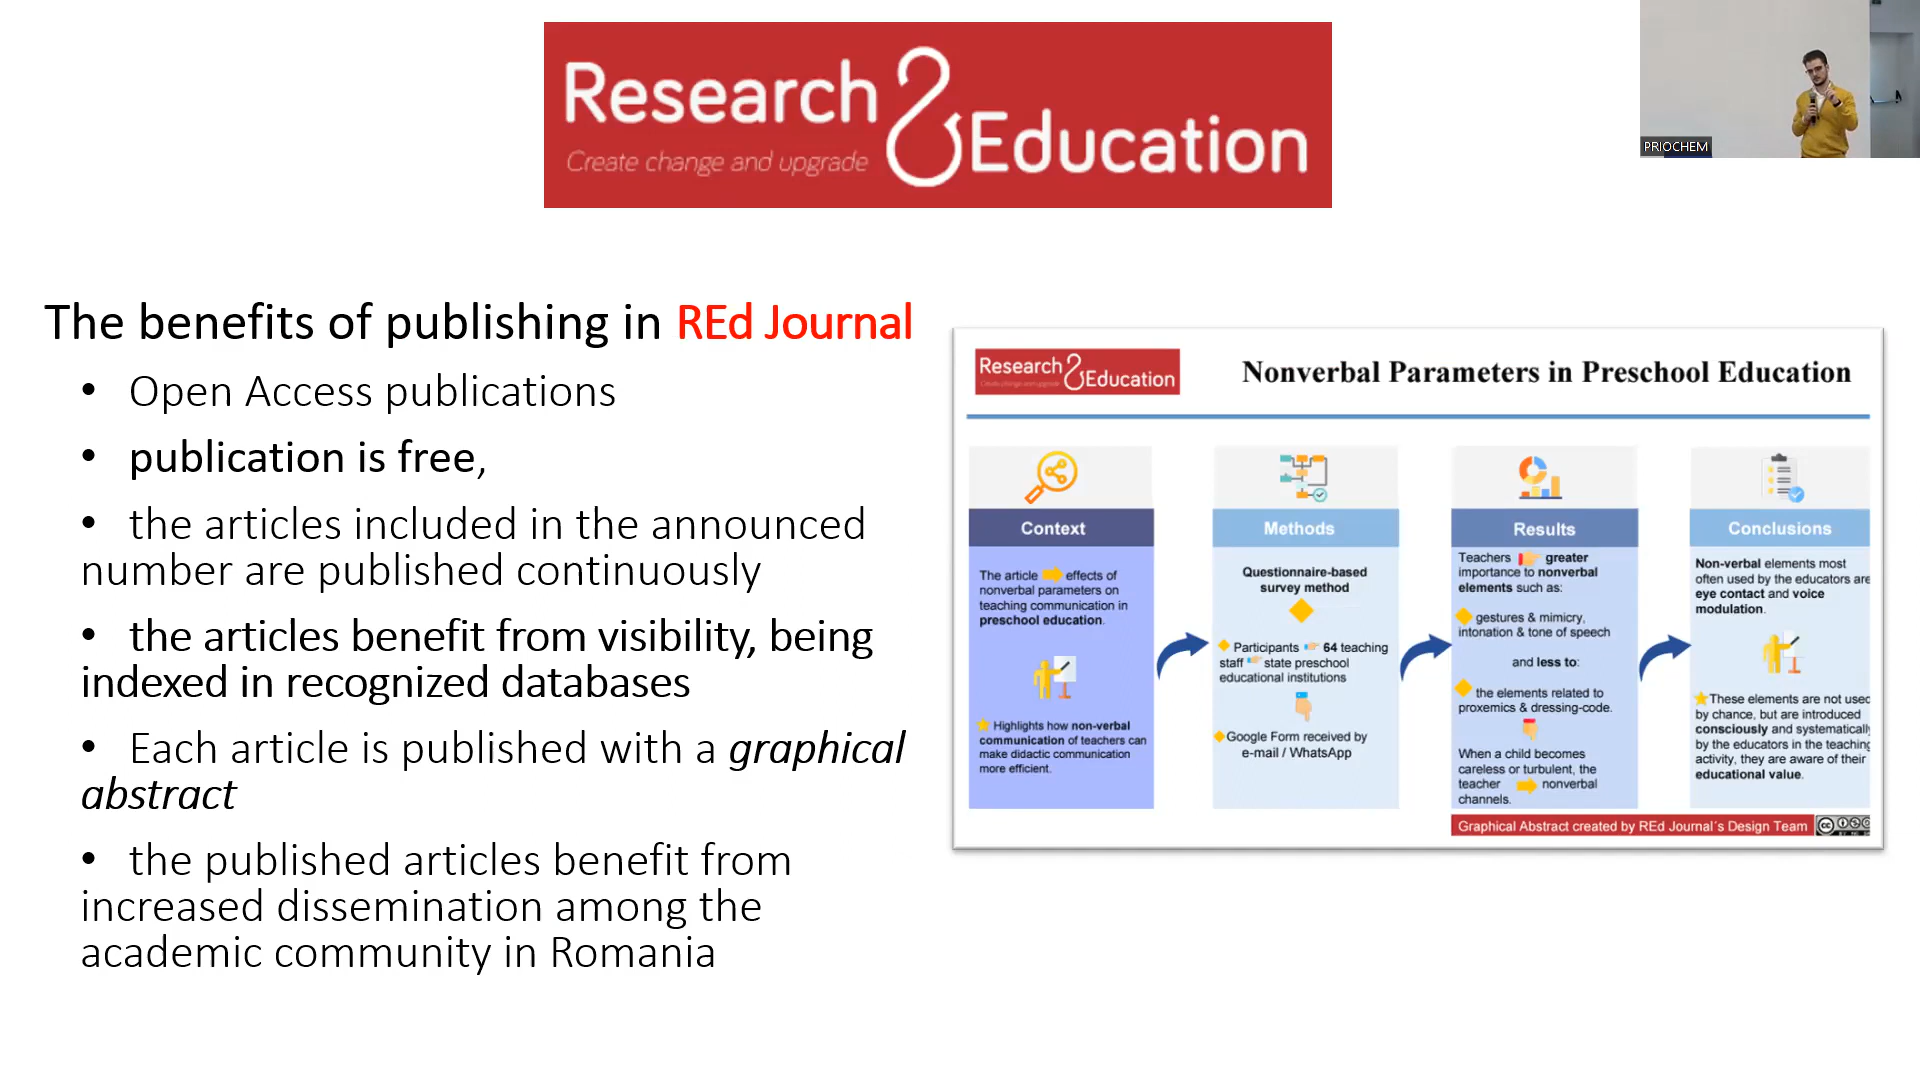 Research & Education
Create change and upgrade
PRIOCHEM
The benefits of publishing in REd Journal
• Open Access publications
• publication is free,
• the articles included in the announced
number are published continuously
• the articles benefit from visibility, being
indexed in recognized databases
• Each article is published with a graphical
abstract
• the published articles benefit from
increased dissemination among the
academic community in Romania
Research & Education
Create change and upgrade
Nonverbal Parameters in Preschool Education
Context
The article effects of
nonverbal parameters on
teaching communication in
preschool education.
Highlights how non-verbal
communication of teachers can
make didactic communication
more efficient.
Methods
Questionnaire-based
survey method
Participants 64 teaching
staff state preschool
educational institutions
Google Form received by
e-mail / WhatsApp
Results
Teachers greater
importance to nonverbal
elements such as:
gestures & mimicry,
intonation & tone of speech
and less to:
the elements related to
proxemics & dressing-code.
When a child becomes
careless or turbulent, the
teacher nonverbal
channels.
Conclusions
Non-verbal elements most
often used by the educators are
eye contact and voice
modulation.
These elements are not used
by chance, but are introduced
consciously and systematically
by the educators in the teaching
activity, they are aware of their
educational value.
Graphical Abstract created by REd Journal´s Design Team